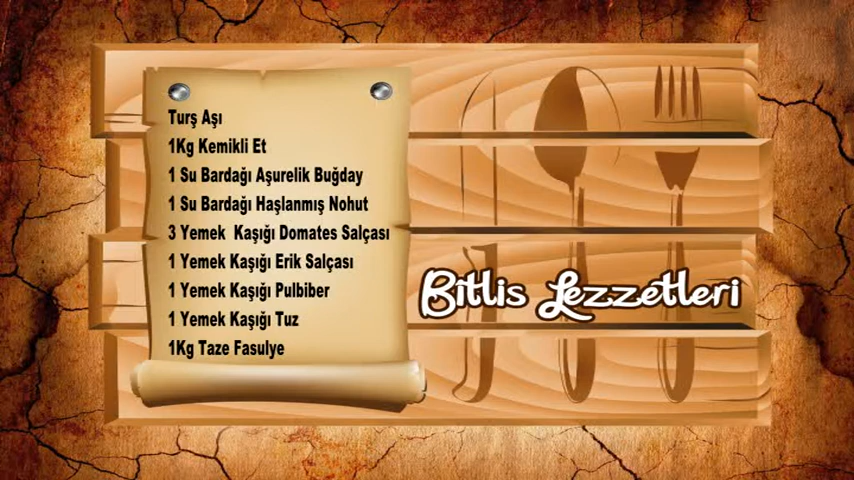 Turş Aşı
1Kg Kemikli Et
1 Su Bardağı Aşurelik Buğday
1 Su Bardağı Haşlanmış Nohut
3 Yemek Kaşığı Domates Salçası
1 Yemek Kaşığı Erik Salçası
1 Yemek Kaşığı Pulbiber
1 Yemek Kaşığı Tuz
1Kg Taze Fasulye
Bitlis Lezzetleri